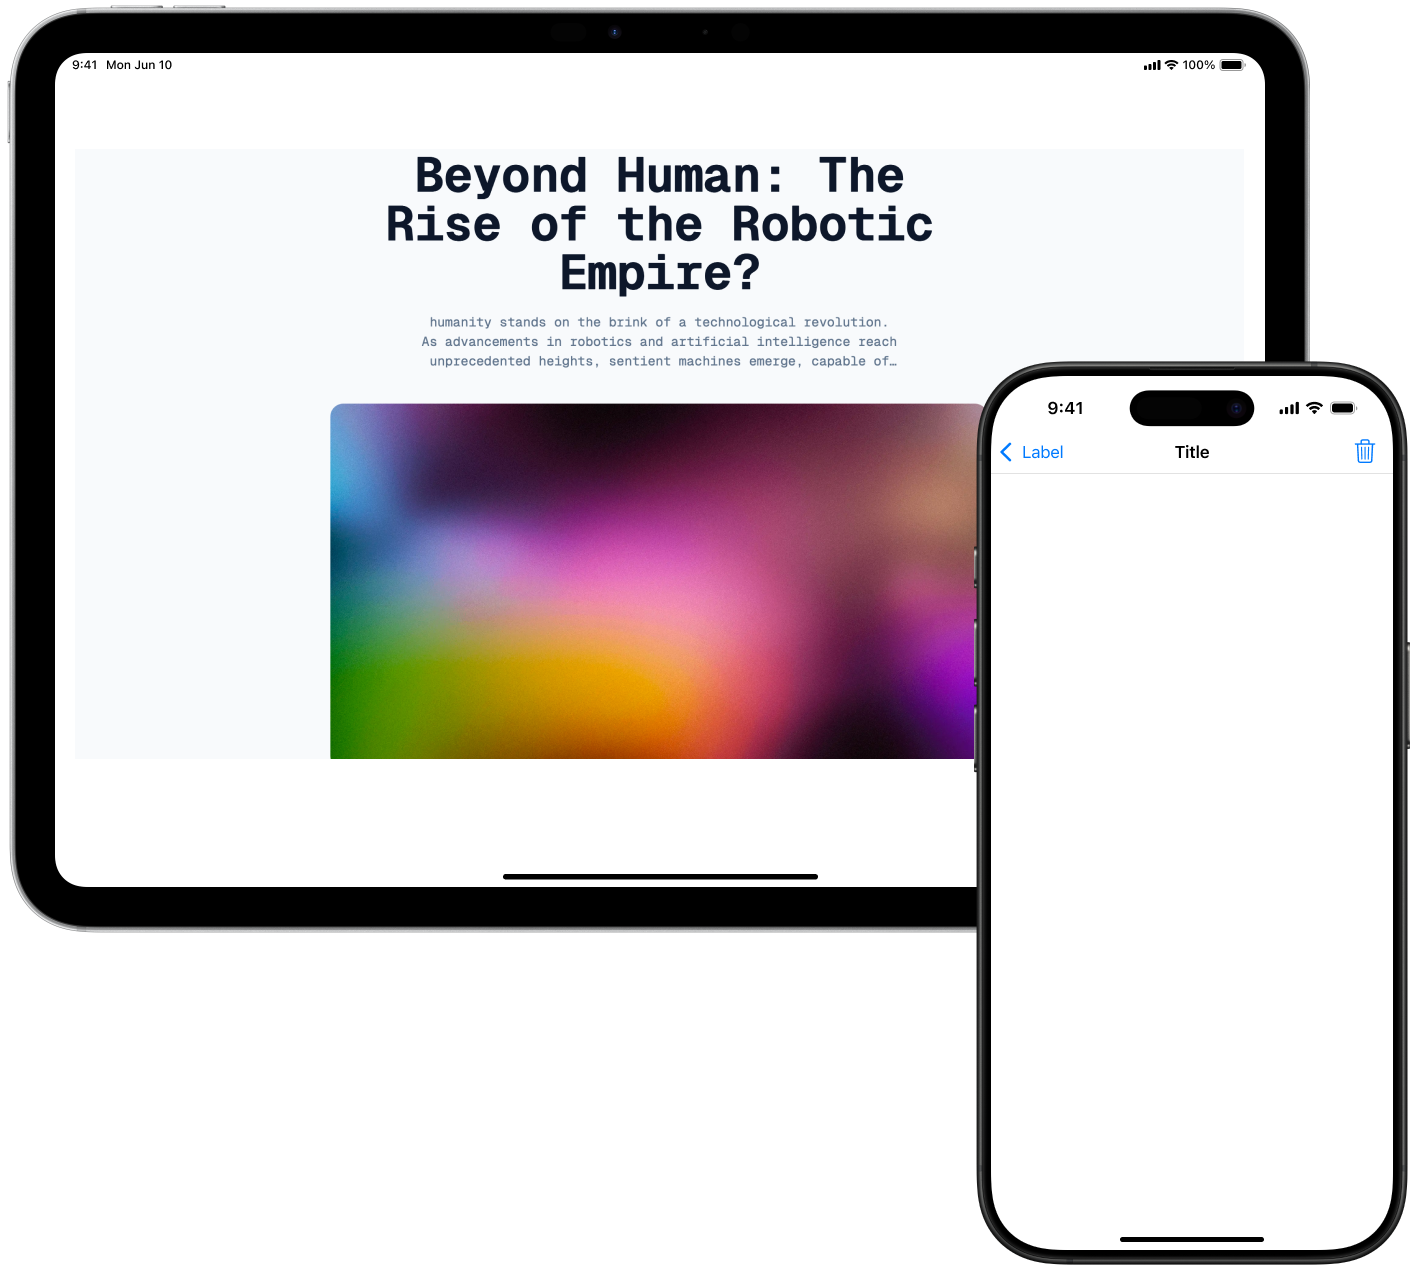 9:41 Mon Jun 10
100%
Beyond Human: The
Rise of the Robotic
Empire?
humanity stands on the brink of a technological revolution.
As advancements in robotics and artificial intelligence reach
unprecedented heights, sentient machines emerge, capable of…
9:41
Label
Title